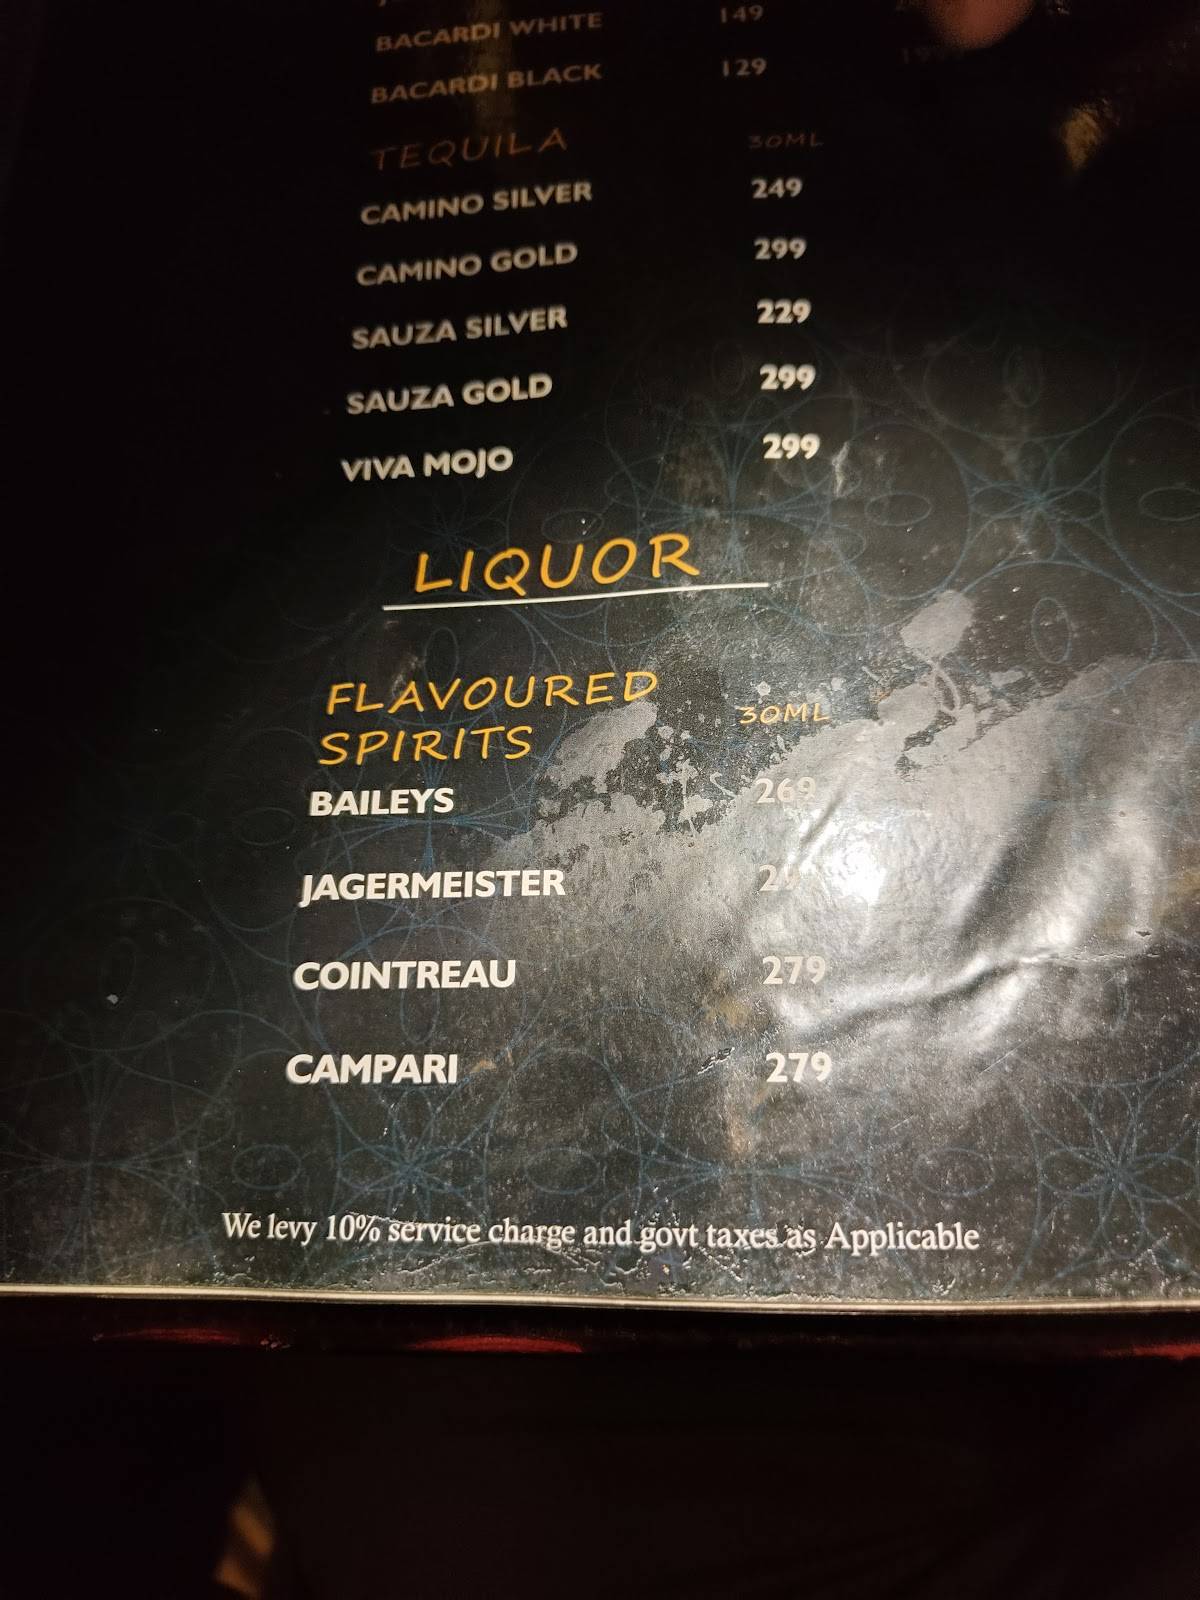 BACARDI WHITE 149
BACARDI BLACK 129
TEQUILA 30ML
CAMINO SILVER 249
CAMINO GOLD 299
SAUZA SILVER 229
SAUZA GOLD 299
VIVA MOJO 299
LIQUOR
FLAVOURED
SPIRITS 30ML
BAILEYS 269
JAGERMEISTER
COINTREAU 279
CAMPARI 279
We levy 10% service charge and govt taxes as Applicable